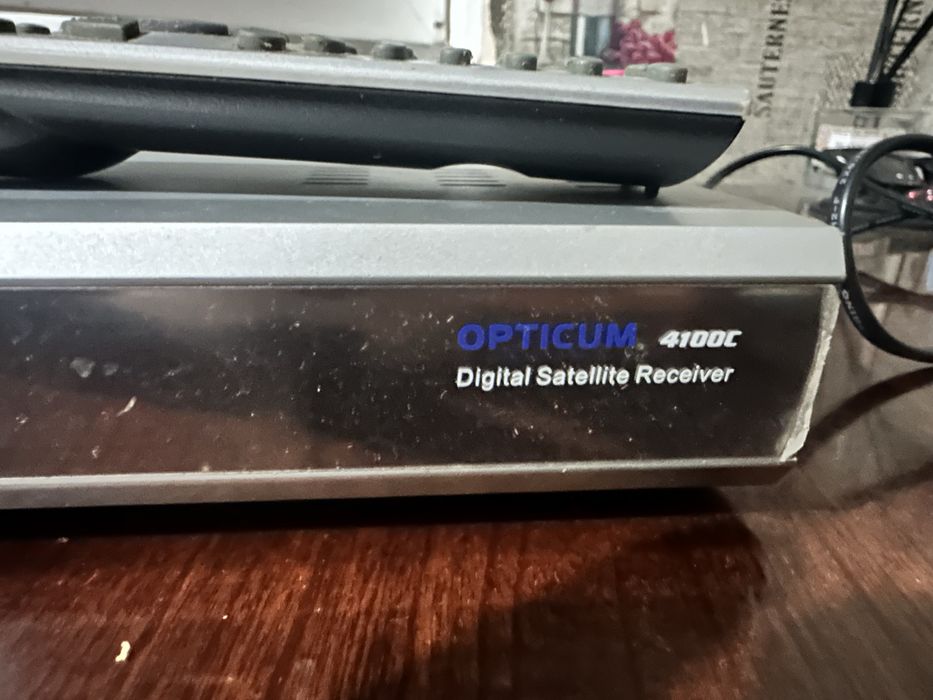 SAUTERNE
OPTICUM 4100C
Digital Satellite Receiver